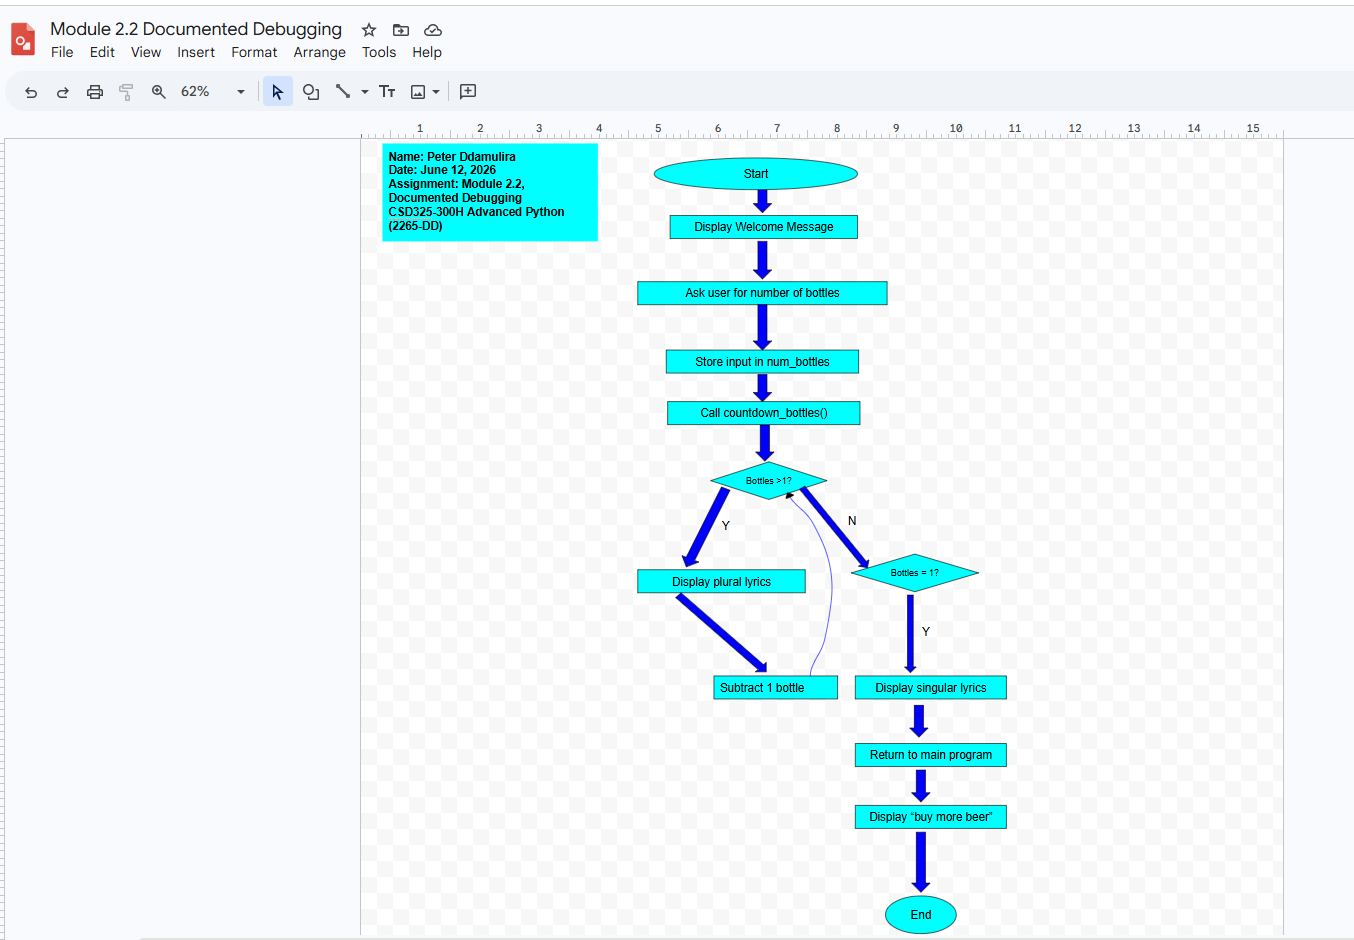 Module 2.2 Documented Debugging
File Edit View Insert Format Arrange Tools Help
62%
Tт
1 2 3 4 5 6 7 8 9 10 11 12 13 14 15
Name: Peter Ddamulira
Date: June 12, 2026
Assignment: Module 2.2,
Documented Debugging
CSD325-300H Advanced Python
(2265-DD)
Start
Display Welcome Message
Ask user for number of bottles
Store input in num_bottles
Call countdown_bottles()
Bottles >1?
Y
N
Display plural lyrics
Bottles = 1?
Y
Subtract 1 bottle
Display singular lyrics
Return to main program
Display “buy more beer”
End